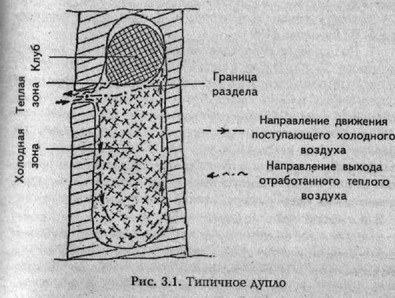 Клуб
Теплая
зона
Холодная
зона
Граница
раздела
Направление движения
поступающего холодного
воздуха
Направление выхода
отработанного теплого
воздуха
Рис. 3.1. Типичное дупло